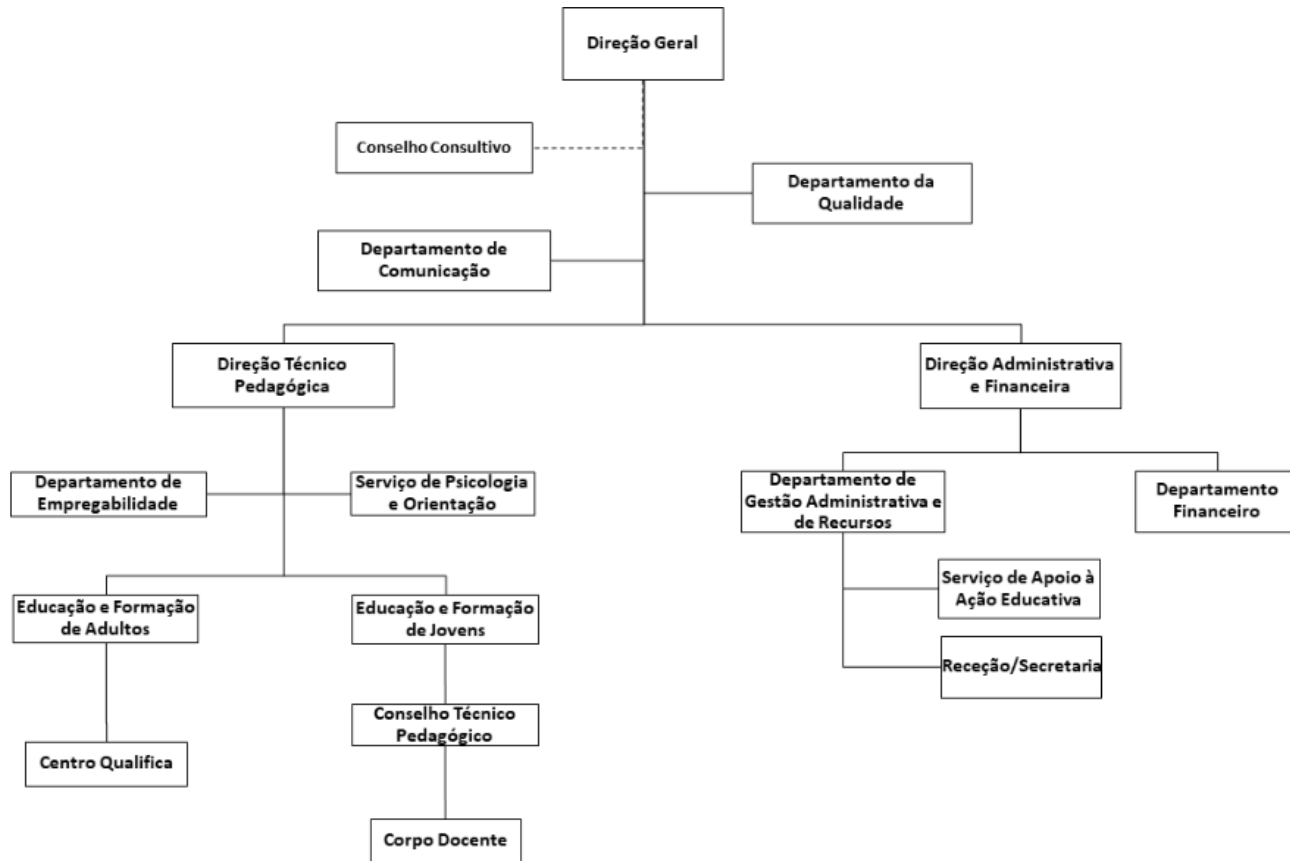 Direção Geral
Conselho Consultivo
Departamento da
Qualidade
Departamento de
Comunicação
Direção Técnico
Pedagógica
Direção Administrativa
e Financeira
Departamento de
Empregabilidade
Serviço de Psicologia
e Orientação
Departamento de
Gestão Administrativa e
de Recursos
Departamento
Financeiro
Educação e Formação
de Adultos
Educação e Formação
de Jovens
Serviço de Apoio à
Ação Educativa
Receção/Secretaria
Conselho Técnico
Pedagógico
Centro Qualifica
Corpo Docente